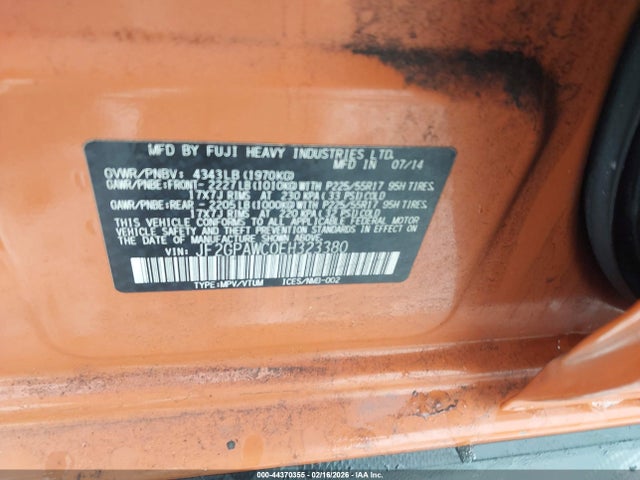 MFD BY FUJI HEAVY INDUSTRIES LTD.
MFD IN 07/14
GVWR/PNBV: 4343LB(1970KG)
GAWR/PNBE:FRONT- 2227LB(1010KG)WITH P225/55R17 95H TIRES,
17X7J RIMS AT 230 KPA(33 PSI)COLD
GAWR/PNBE:REAR - 2205LB(1000KG)WITH P225/55R17 95H TIRES,
17X7J RIMS AT 220 KPA(32 PSI)COLD
THIS VEHICLE CONFORMS TO ALL APPLICABLE FEDERAL MOTOR
VEHICLE SAFETY AND THEFT PREVENTION STANDARDS IN EFFECT
ON THE DATE OF MANUFACTURE SHOWN ABOVE.
VIN: JF2GPAWC0EH323380
TYPE:MPV/VTUM ICES/NMB-002
000-44370355 - 02/16/2026 - IAA Inc.